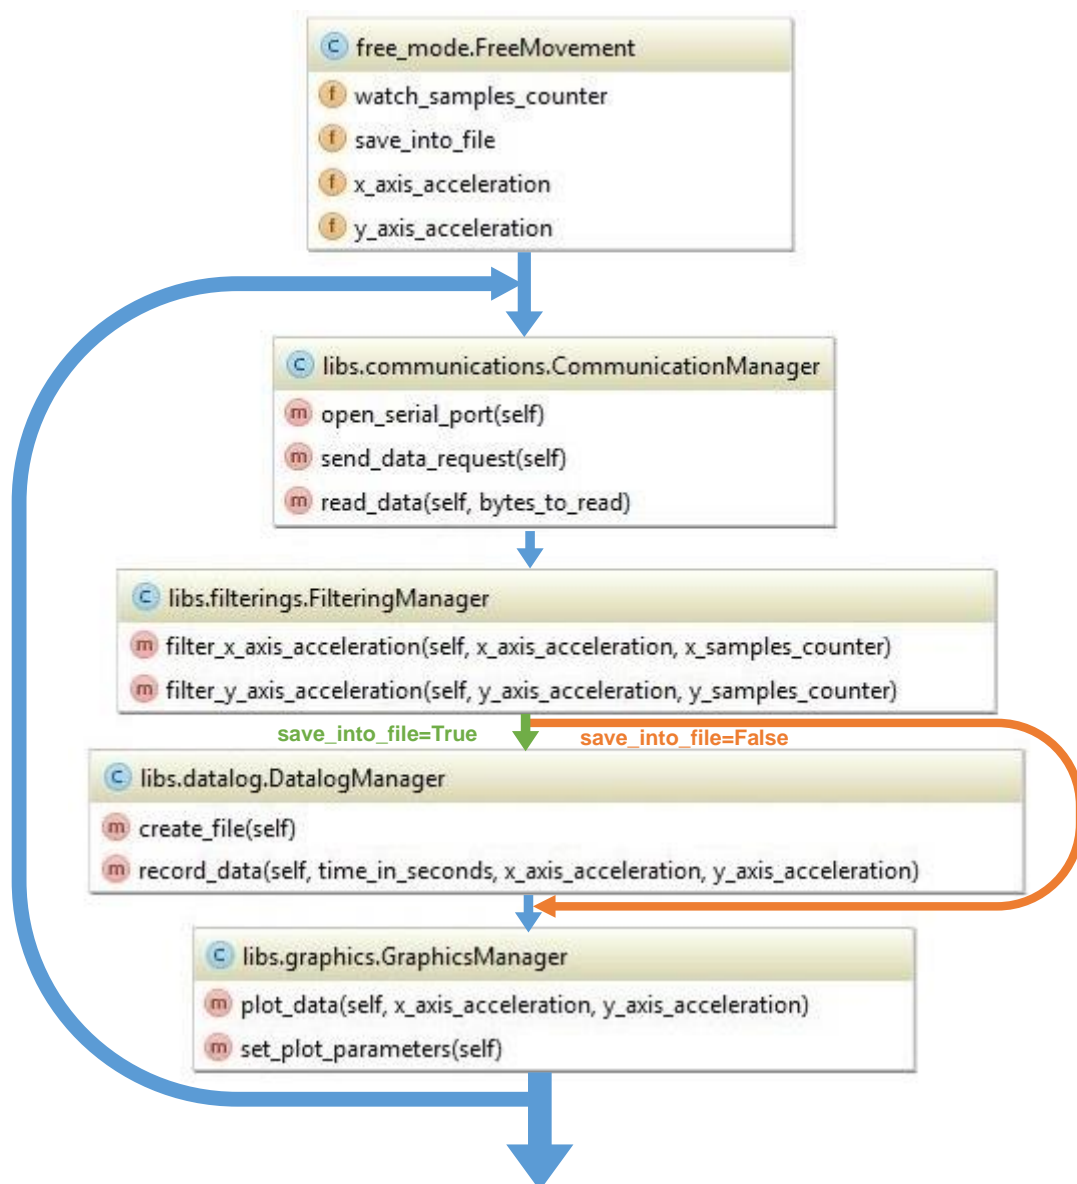 C free_mode.FreeMovement
f watch_samples_counter
f save_into_file
f x_axis_acceleration
f y_axis_acceleration
C libs.communications.CommunicationManager
m open_serial_port(self)
m send_data_request(self)
m read_data(self, bytes_to_read)
C libs.filterings.FilteringManager
m filter_x_axis_acceleration(self, x_axis_acceleration, x_samples_counter)
m filter_y_axis_acceleration(self, y_axis_acceleration, y_samples_counter)
save_into_file=True
save_into_file=False
C libs.datalog.DatalogManager
m create_file(self)
m record_data(self, time_in_seconds, x_axis_acceleration, y_axis_acceleration)
C libs.graphics.GraphicsManager
m plot_data(self, x_axis_acceleration, y_axis_acceleration)
m set_plot_parameters(self)